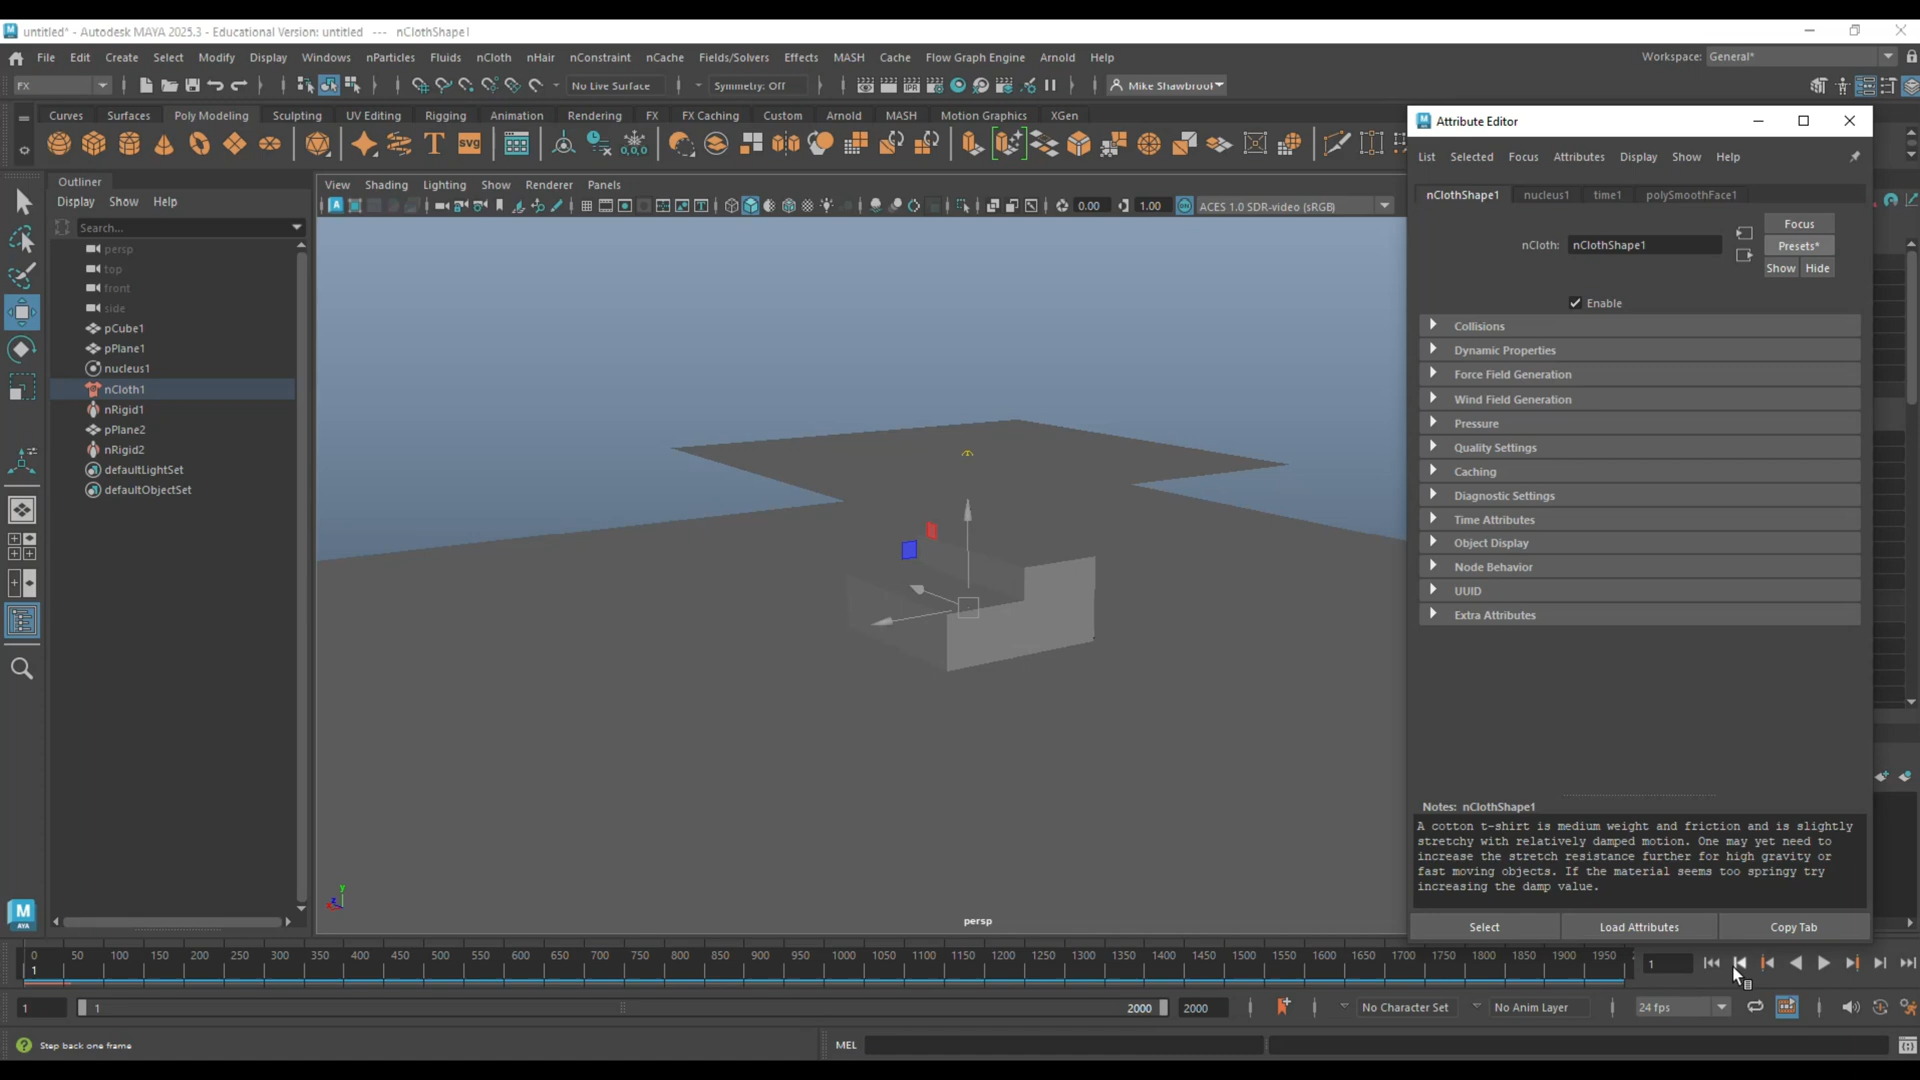 untitled* - Autodesk MAYA 2025.3 - Educational Version: untitled --- nClothShape1
File Edit Create Select Modify Display Windows nParticles Fluids nCloth nHair nConstraint nCache Fields/Solvers Effects MASH Cache Flow Graph Engine Arnold Help
Workspace: General*
FX No Live Surface Symmetry: Off Mike Shawbrook
Curves Surfaces Poly Modeling Sculpting UV Editing Rigging Animation Rendering FX FX Caching Custom Arnold MASH Motion Graphics XGen
Outliner
Display Show Help
Search...
persp
top
front
side
pCube1
pPlane1
nucleus1
nCloth1
nRigid1
pPlane2
nRigid2
defaultLightSet
defaultObjectSet
View Shading Lighting Show Renderer Panels
0.00 1.00 ACES 1.0 SDR-video (sRGB)
y
persp
Attribute Editor
List Selected Focus Attributes Display Show Help
nClothShape1 nucleus1 time1 polySmoothFace1
nCloth: nClothShape1
Focus
Presets*
Show Hide
Enable
Collisions
Dynamic Properties
Force Field Generation
Wind Field Generation
Pressure
Quality Settings
Caching
Diagnostic Settings
Time Attributes
Object Display
Node Behavior
UUID
Extra Attributes
Notes: nClothShape1
A cotton t-shirt is medium weight and friction and is slightly
stretchy with relatively damped motion. One may yet need to
increase the stretch resistance further for high gravity or
fast moving objects. If the material seems too springy try
increasing the damp value.
Select Load Attributes Copy Tab
0 50 100 150 200 250 300 350 400 450 500 550 600 650 700 750 800 850 900 950 1000 1050 1100 1150 1200 1250 1300 1350 1400 1450 1500 1550 1600 1650 1700 1750 1800 1850 1900 1950
1
1
1 1 2000 2000 No Character Set No Anim Layer 24 fps
Step back one frame
MEL